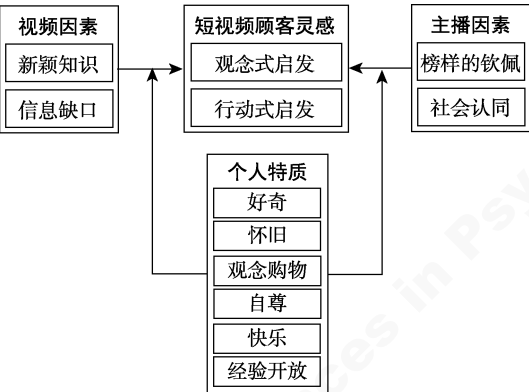 视频因素
新颖知识
信息缺口
短视频顾客灵感
观念式启发
行动式启发
主播因素
榜样的钦佩
社会认同
个人特质
好奇
怀旧
观念购物
自尊
快乐
经验开放
ces in Psy